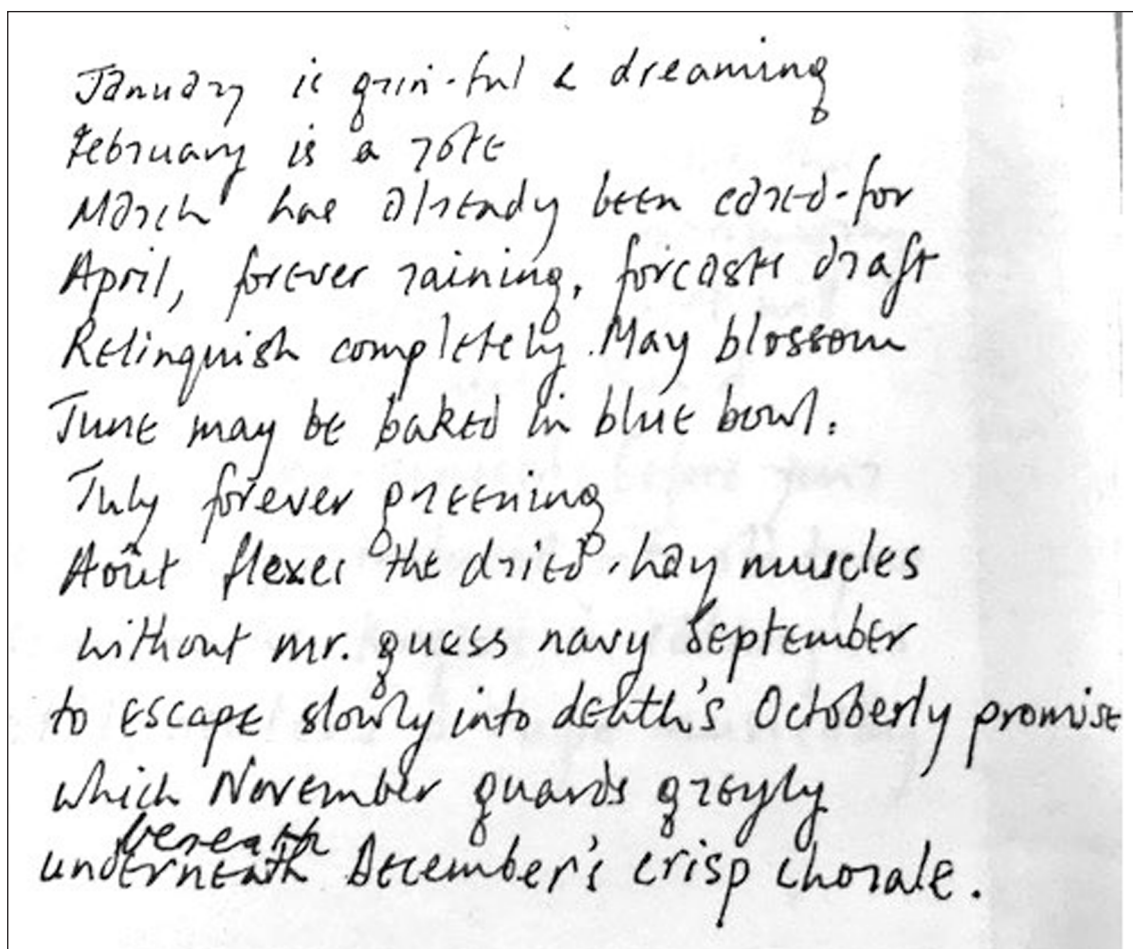 January is grin-ful & dreaming
February is a rote
March has already been cared-for
April, forever raining, forcasts draft
Relinquish completely. May blossom
June may be baked in blue bowl.
July forever greening
Août flexes the dried-hay muscles
without mr. guess navy September
to escape slowly into death's Octoberly promise
which November guards greyly
beneath
underneath December's crisp chorale.